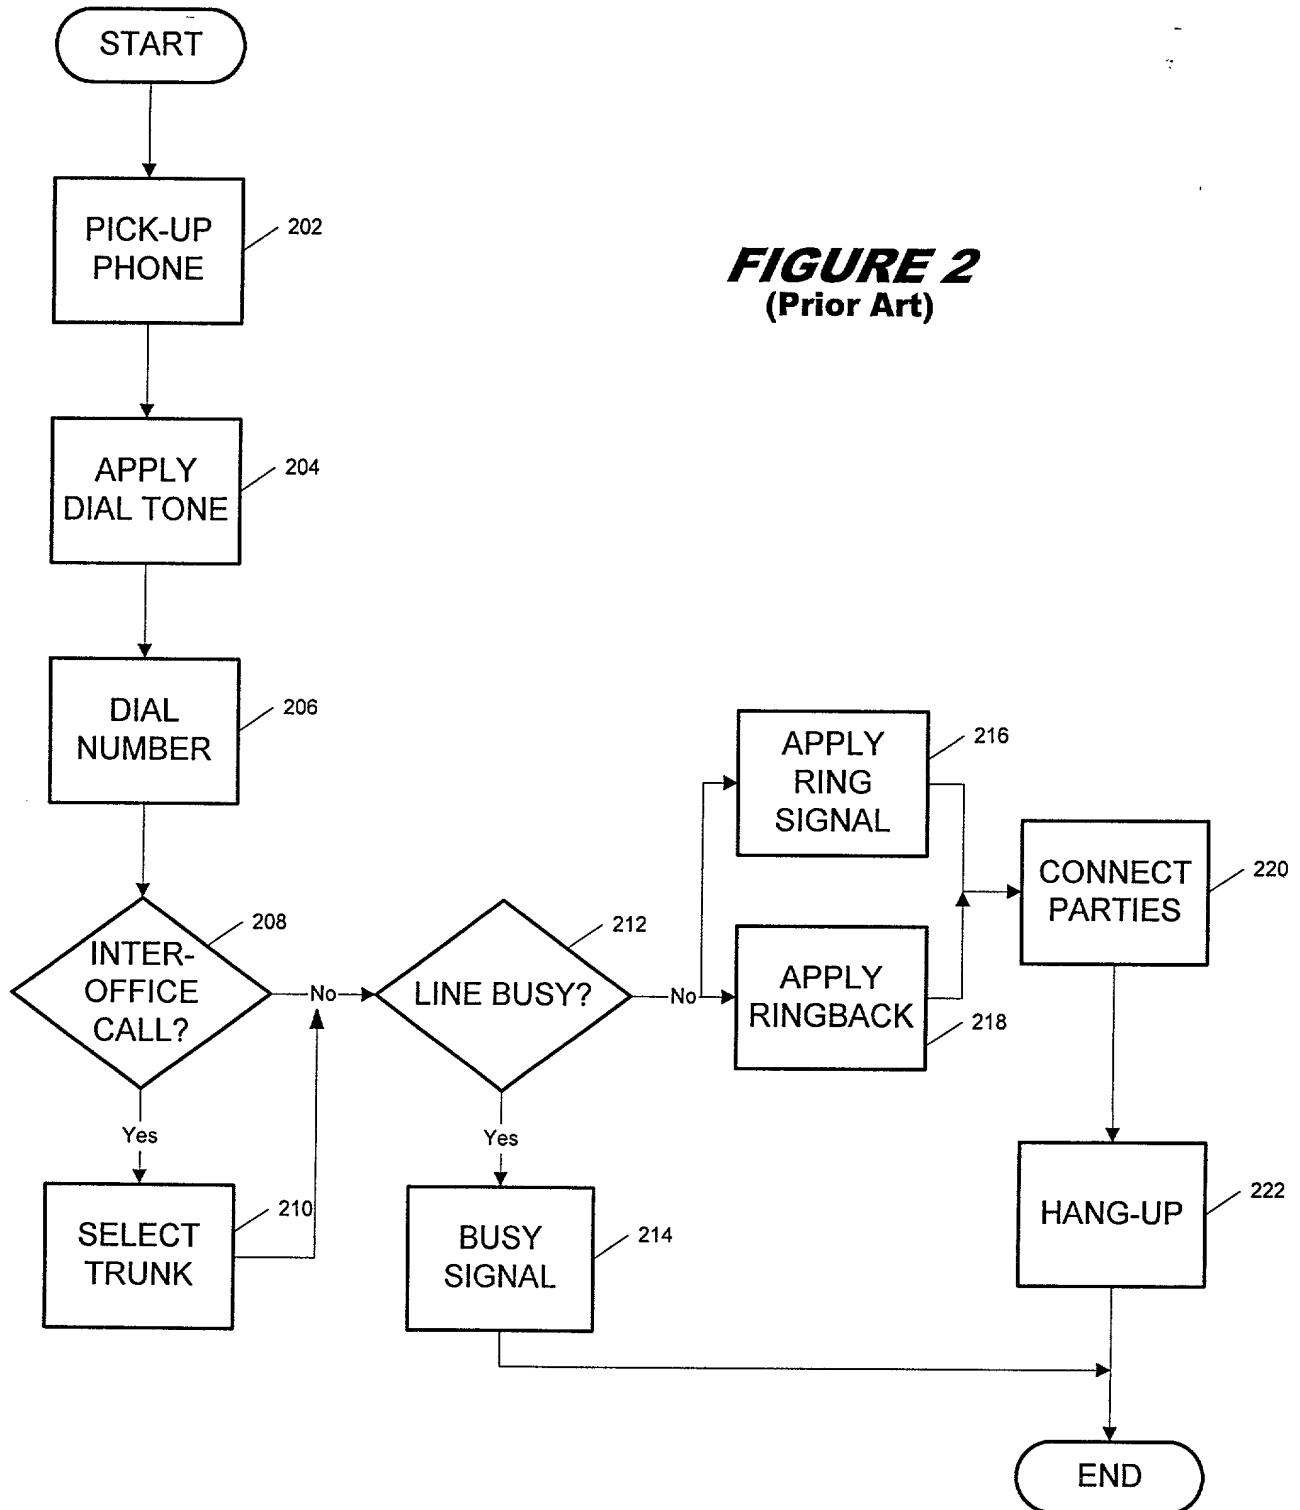 START
PICK-UP
PHONE
202
FIGURE 2
(Prior Art)
APPLY
DIAL TONE
204
DIAL
NUMBER
206
APPLY
RING
SIGNAL
216
CONNECT
PARTIES
220
INTER-
OFFICE
CALL?
208
No
LINE BUSY?
212
No
APPLY
RINGBACK
218
Yes
Yes
SELECT
TRUNK
210
BUSY
SIGNAL
214
HANG-UP
222
END